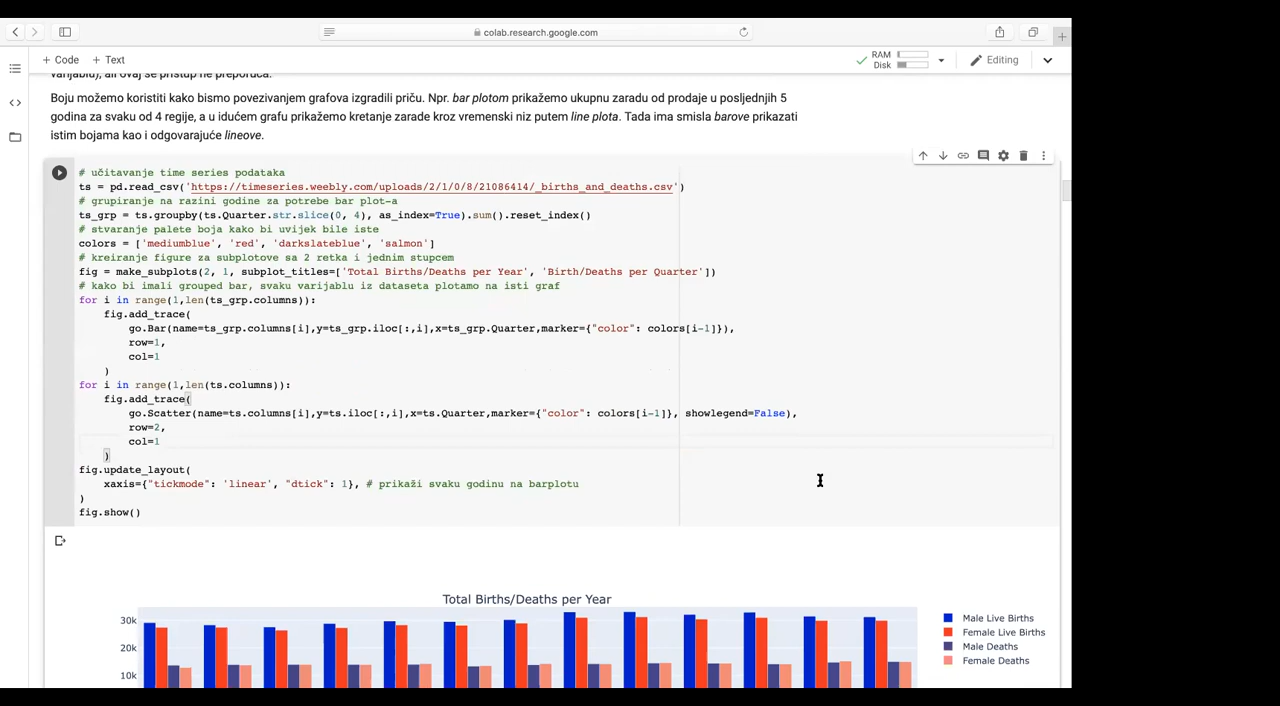 colab.research.google.com
+ Code + Text
RAM
Disk
Editing
varijablu), ali ovaj se pristup ne preporuča.
Boju možemo koristiti kako bismo povezivanjem grafova izgradili priču. Npr. bar plotom prikažemo ukupnu zaradu od prodaje u posljednjih 5
godina za svaku od 4 regije, a u idućem grafu prikažemo kretanje zarade kroz vremenski niz putem line plota. Tada ima smisla barove prikazati
istim bojama kao i odgovarajuće lineove.
# učitavanje time series podataka
ts = pd.read_csv('https://timeseries.weebly.com/uploads/2/1/0/8/21086414/_births_and_deaths.csv')
# grupiranje na razini godine za potrebe bar plot-a
ts_grp = ts.groupby(ts.Quarter.str.slice(0, 4), as_index=True).sum().reset_index()
# stvaranje palete boja kako bi uvijek bile iste
colors = ['mediumblue', 'red', 'darkslateblue', 'salmon']
# kreiranje figure za subplotove sa 2 retka i jednim stupcem
fig = make_subplots(2, 1, subplot_titles=['Total Births/Deaths per Year', 'Birth/Deaths per Quarter'])
# kako bi imali grouped bar, svaku varijablu iz dataseta plotamo na isti graf
for i in range(1,len(ts_grp.columns)):
fig.add_trace(
go.Bar(name=ts_grp.columns[i],y=ts_grp.iloc[:,i],x=ts_grp.Quarter,marker={"color": colors[i-1]}),
row=1,
col=1
)
for i in range(1,len(ts.columns)):
fig.add_trace(
go.Scatter(name=ts.columns[i],y=ts.iloc[:,i],x=ts.Quarter,marker={"color": colors[i-1]}, showlegend=False),
row=2,
col=1
)
fig.update_layout(
xaxis={"tickmode": 'linear', "dtick": 1}, # prikaži svaku godinu na barplotu
)
fig.show()
Total Births/Deaths per Year
30k
20k
10k
Male Live Births
Female Live Births
Male Deaths
Female Deaths